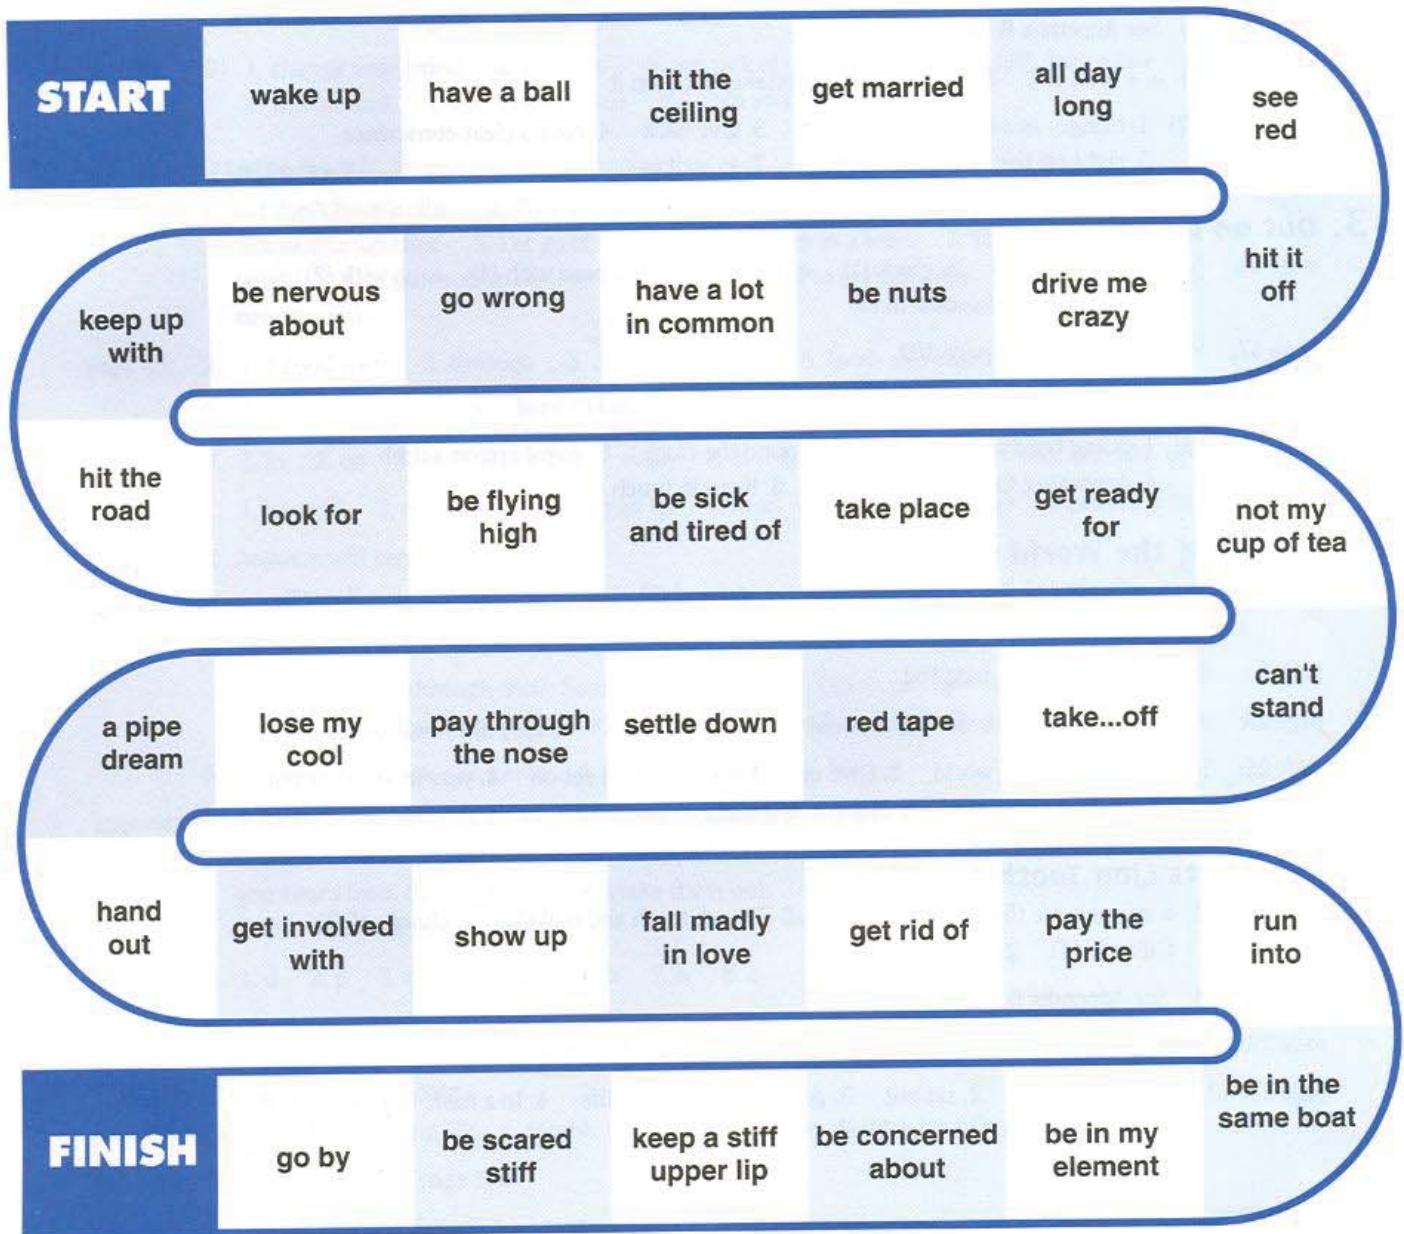 START
wake up
have a ball
hit the
ceiling
get married
all day
long
see
red
hit it
off
drive me
crazy
be nuts
have a lot
in common
go wrong
be nervous
about
keep up
with
hit the
road
look for
be flying
high
be sick
and tired of
take place
get ready
for
not my
cup of tea
can't
stand
take...off
red tape
settle down
pay through
the nose
lose my
cool
a pipe
dream
hand
out
get involved
with
show up
fall madly
in love
get rid of
pay the
price
run
into
be in the
same boat
be in my
element
be concerned
about
keep a stiff
upper lip
be scared
stiff
go by
FINISH